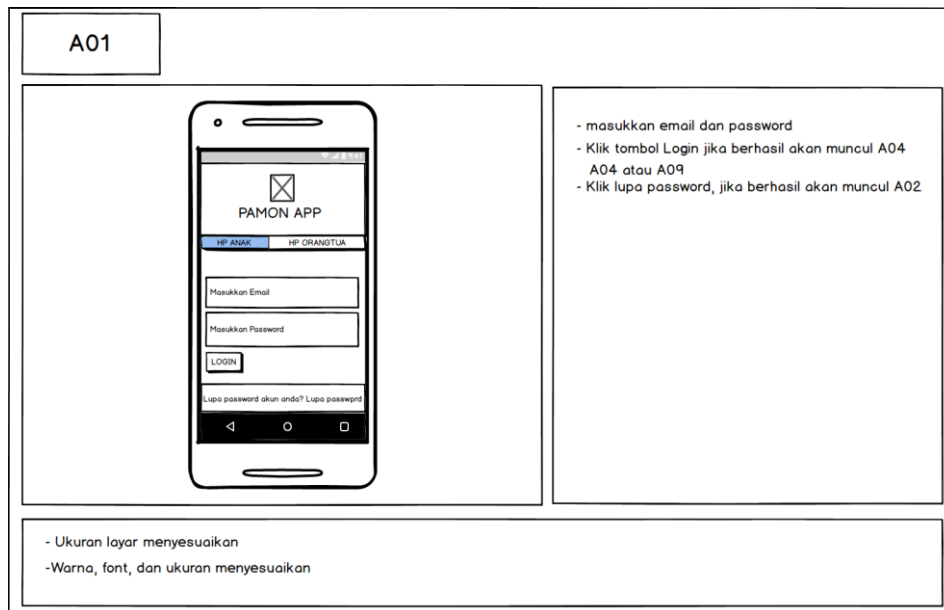 A01
9:41
PAMON APP
HP ANAK HP ORANGTUA
Masukkan Email
Masukkan Password
LOGIN
Lupa password akun anda? Lupa passwprd
- masukkan email dan password
- Klik tombol Login jika berhasil akan muncul A04
A04 atau A09
- Klik lupa password, jika berhasil akan muncul A02
- Ukuran layar menyesuaikan
-Warna, font, dan ukuran menyesuaikan